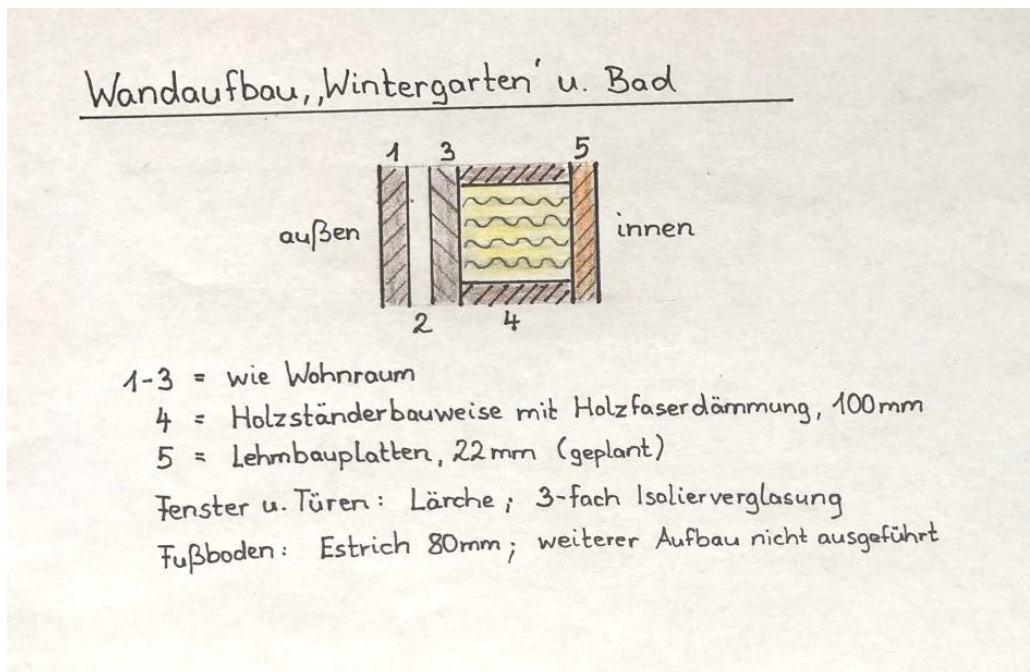 Wandaufbau,,Wintergarten' u. Bad
1 3 5
außen innen
2 4
1-3 = wie Wohnraum
4 = Holzständerbauweise mit Holzfaserdämmung, 100mm
5 = Lehmbauplatten, 22mm (geplant)
Fenster u. Türen: Lärche; 3-fach Isolierverglasung
Fußboden: Estrich 80mm; weiterer Aufbau nicht ausgeführt